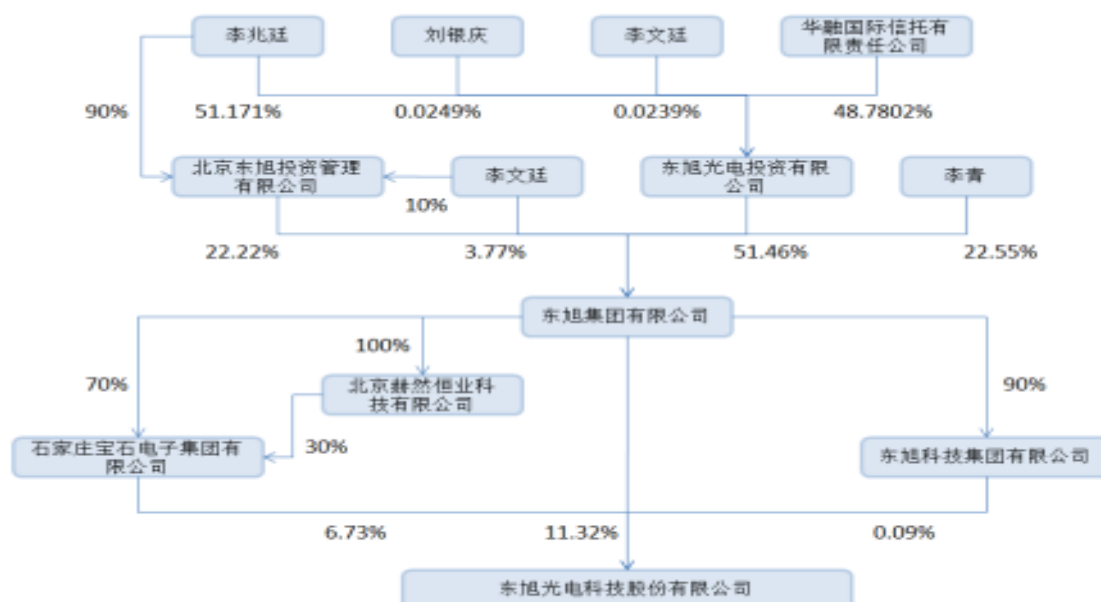 李兆廷
刘银庆
李文廷
华融国际信托有
限责任公司
90%
51.171%
0.0249%
0.0239%
48.7802%
北京东旭投资管理
有限公司
李文廷
东旭光电投资有限
公司
李青
10%
22.22%
3.77%
51.46%
22.55%
东旭集团有限公司
100%
70%
90%
北京赫然恒业科
技有限公司
30%
石家庄宝石电子集团有
限公司
东旭科技集团有限公司
6.73%
11.32%
0.09%
东旭光电科技股份有限公司